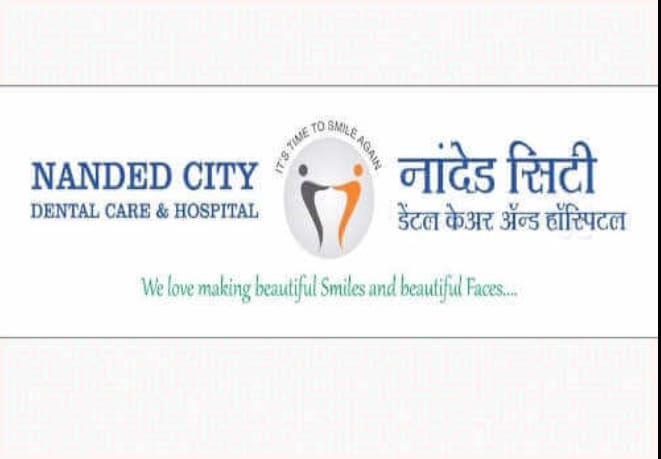 NANDED CITY
DENTAL CARE & HOSPITAL
IT'S TIME TO SMILE AGAIN
नांदेड सिटी
डेंटल केअर ॲन्ड हॉस्पिटल
We love making beautiful Smiles and beautiful Faces....